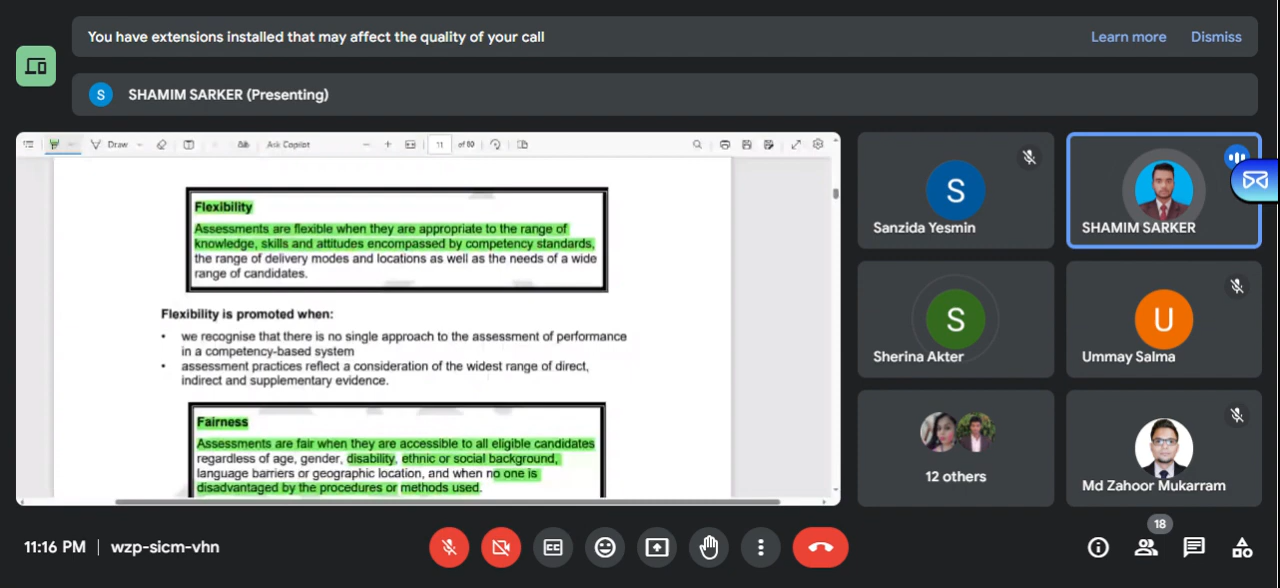 You have extensions installed that may affect the quality of your call
Learn more
Dismiss
S
SHAMIM SARKER (Presenting)
Draw
Ask Copilot
11
of 80
Flexibility
Assessments are flexible when they are appropriate to the range of
knowledge, skills and attitudes encompassed by competency standards,
the range of delivery modes and locations as well as the needs of a wide
range of candidates.
Flexibility is promoted when:
• we recognise that there is no single approach to the assessment of performance
in a competency-based system
• assessment practices reflect a consideration of the widest range of direct,
indirect and supplementary evidence.
Fairness
Assessments are fair when they are accessible to all eligible candidates
regardless of age, gender, disability, ethnic or social background,
language barriers or geographic location, and when no one is
disadvantaged by the procedures or methods used.
S
Sanzida Yesmin
SHAMIM SARKER
S
Sherina Akter
U
Ummay Salma
12 others
Md Zahoor Mukarram
11:16 PM | wzp-sicm-vhn
18